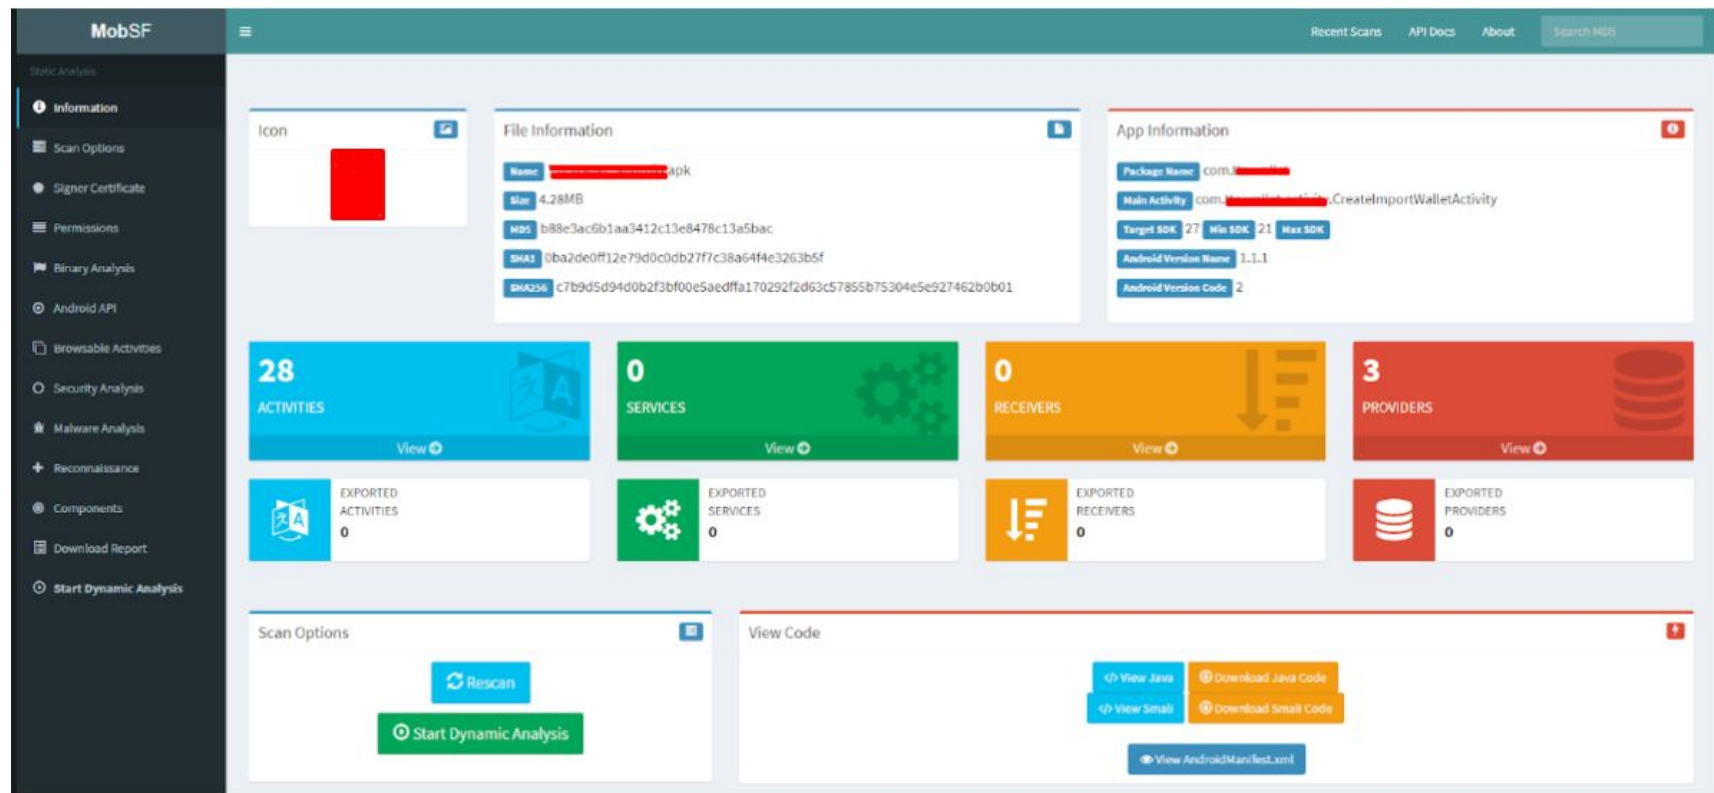 MobSF
Recent Scans API Docs About Search MD5
Static Analysis
Information
Scan Options
Signer Certificate
Permissions
Binary Analysis
Android API
Browsable Activities
Security Analysis
Malware Analysis
Reconnaissance
Components
Download Report
Start Dynamic Analysis
Icon
File Information
Name apk
Size 4.28MB
MD5 b88e3ac6b1aa3412c13e8478c13a5bac
SHA1 0ba2de0ff12e79d0c0db27f7c38a64f4e3263b5f
SHA256 c7b9d5d94d0b2f3bf00e5aedffa170292f2d63c57855b75304e5e927462b0b01
App Information
Package Name com.
Main Activity com. .CreateImportWalletActivity
Target SDK 27 Min SDK 21 Max SDK
Android Version Name 1.1.1
Android Version Code 2
28
ACTIVITIES
View
0
SERVICES
View
0
RECEIVERS
View
3
PROVIDERS
View
EXPORTED
ACTIVITIES
0
EXPORTED
SERVICES
0
EXPORTED
RECEIVERS
0
EXPORTED
PROVIDERS
0
Scan Options
Rescan
Start Dynamic Analysis
View Code
</> View Java Download Java Code
</> View Smali Download Smali Code
View AndroidManifest.xml